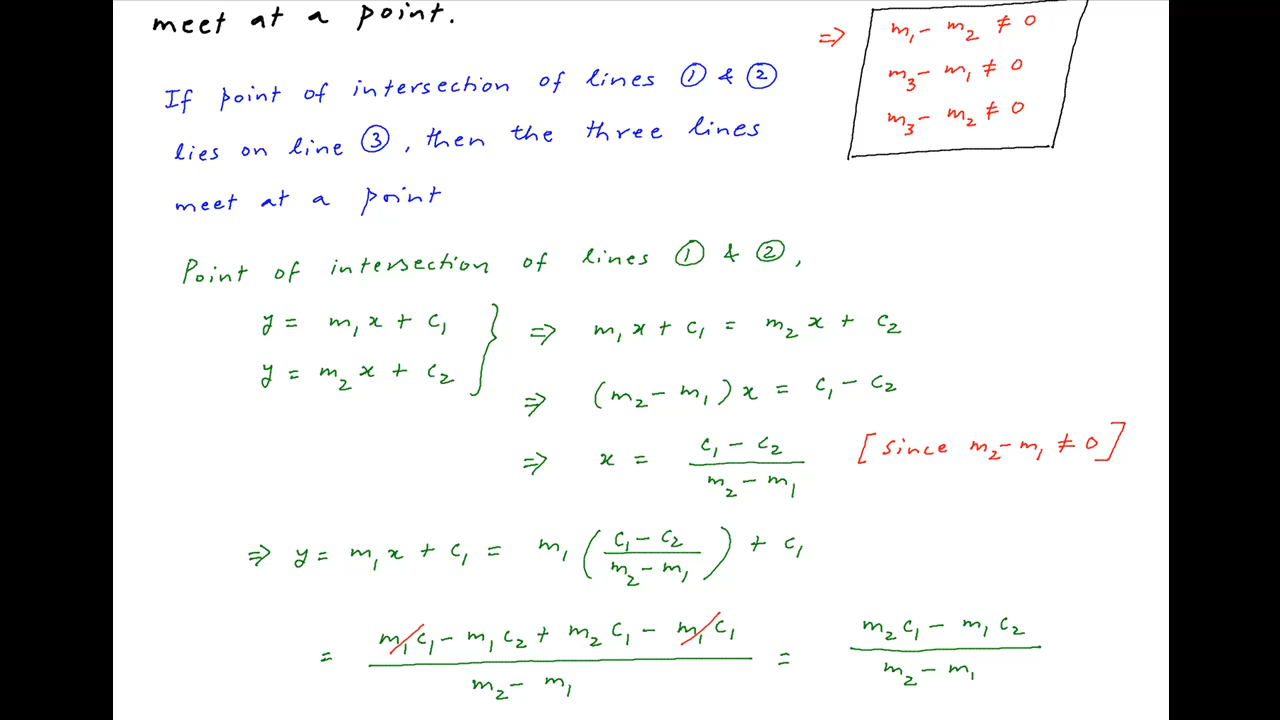 meet at a point.
⇒ m₁ - m₂ ≠ 0
m₃ - m₁ ≠ 0
m₃ - m₂ ≠ 0
If point of intersection of lines ① & ②
lies on line ③, then the three lines
meet at a point
Point of intersection of lines ① & ②,
y = m₁x + c₁ } ⇒ m₁x + c₁ = m₂x + c₂
y = m₂x + c₂
⇒ (m₂ - m₁)x = c₁ - c₂
⇒ x = (c₁ - c₂)/(m₂ - m₁) [since m₂ - m₁ ≠ 0]
⇒ y = m₁x + c₁ = m₁((c₁ - c₂)/(m₂ - m₁)) + c₁
= (m₁c₁ - m₁c₂ + m₂c₁ - m₁c₁)/(m₂ - m₁) = (m₂c₁ - m₁c₂)/(m₂ - m₁)